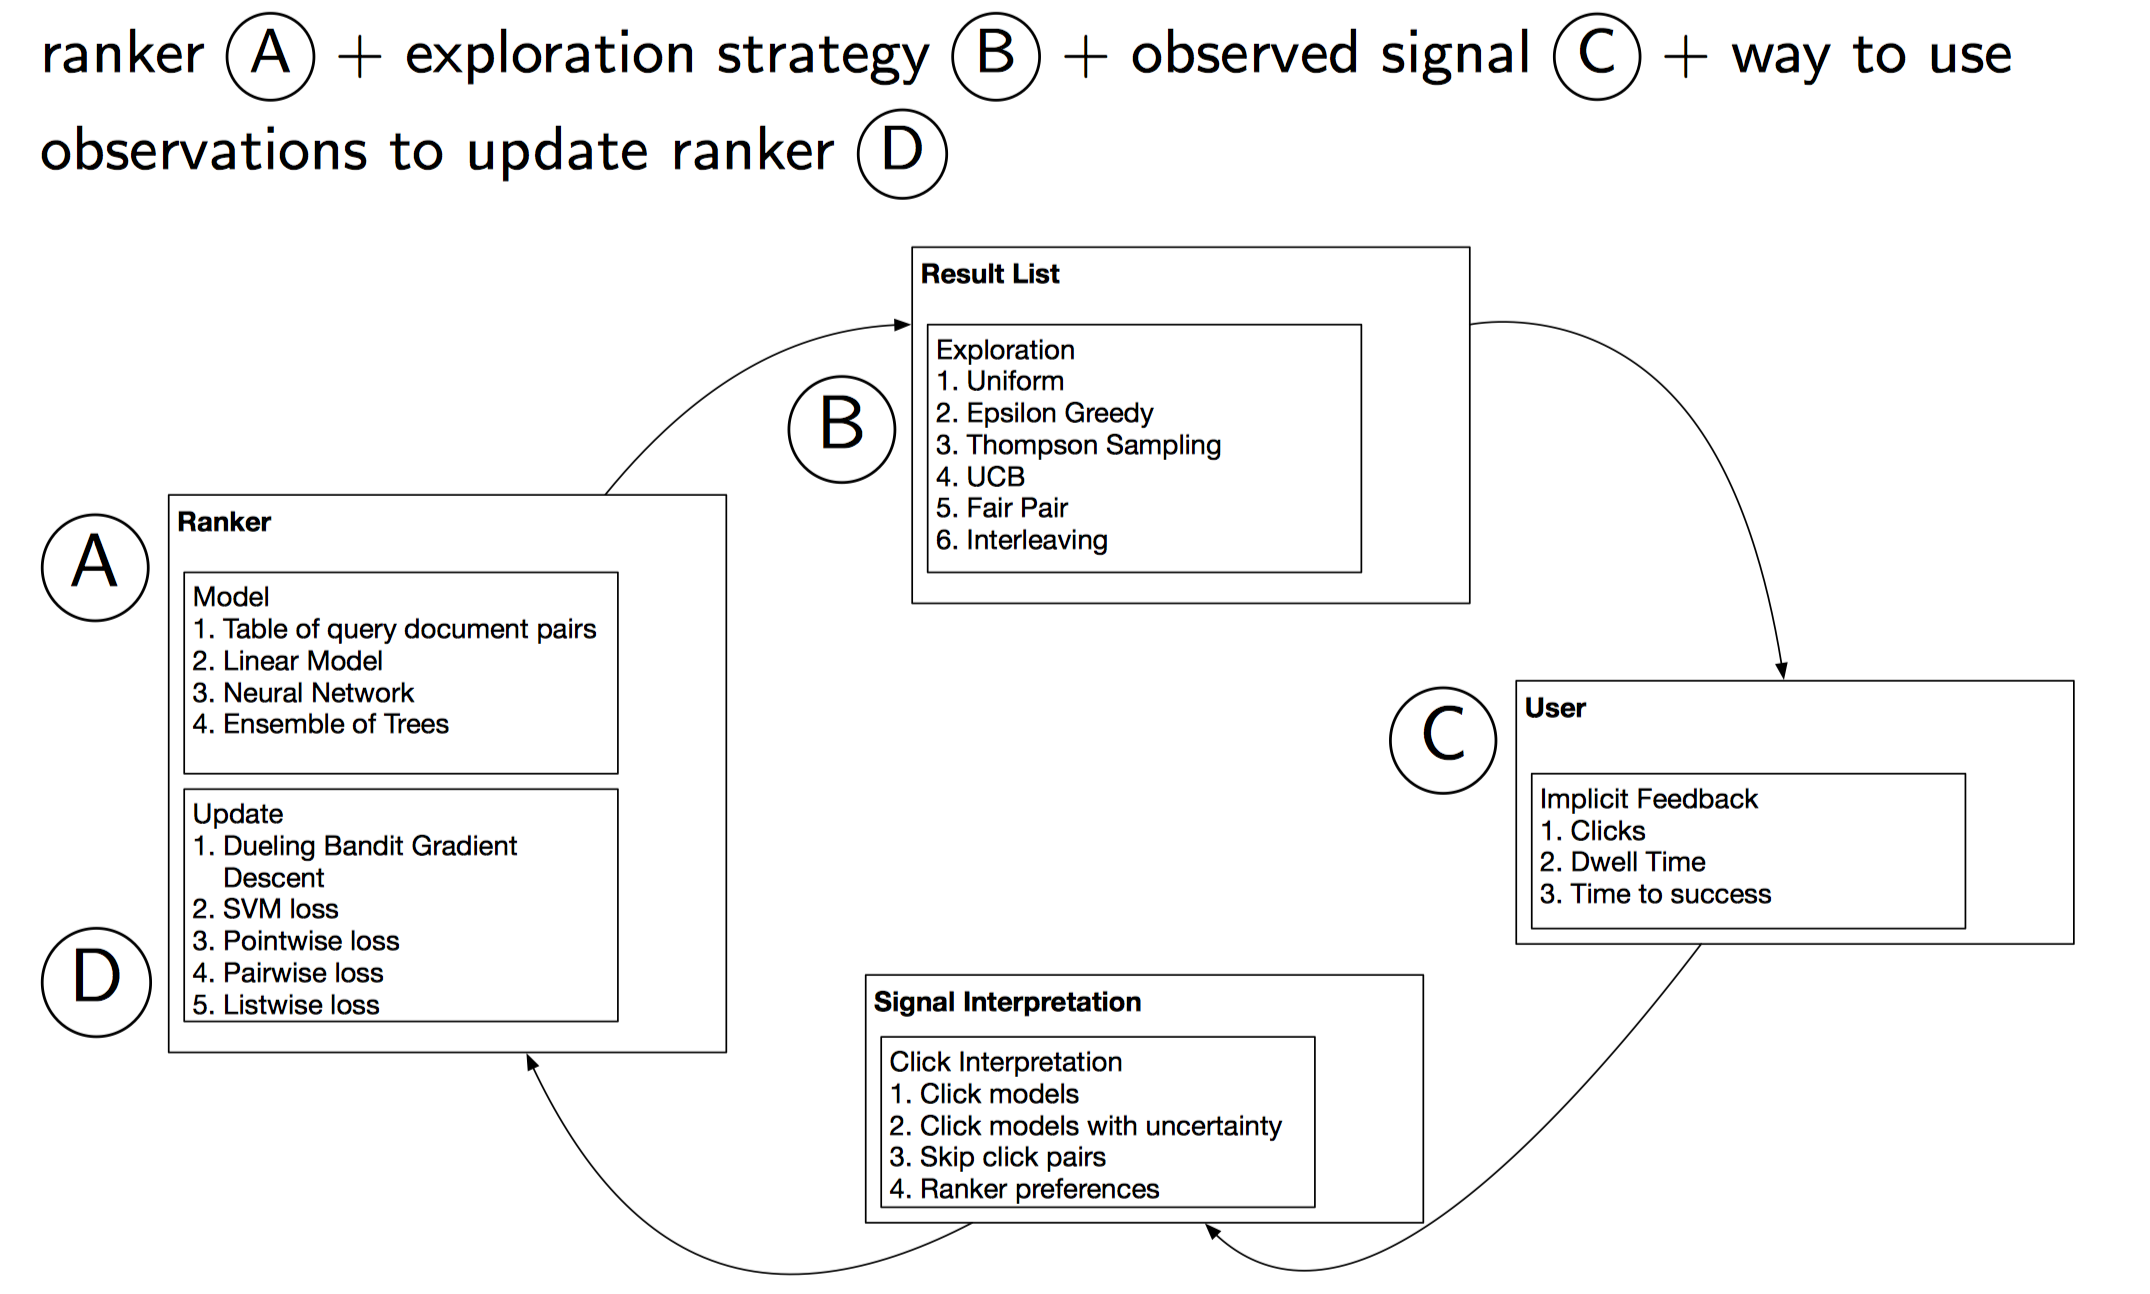 ranker A + exploration strategy B + observed signal C + way to use
observations to update ranker D
Result List
Exploration
1. Uniform
2. Epsilon Greedy
3. Thompson Sampling
4. UCB
5. Fair Pair
6. Interleaving
B
A
Ranker
Model
1. Table of query document pairs
2. Linear Model
3. Neural Network
4. Ensemble of Trees
D
Update
1. Dueling Bandit Gradient
Descent
2. SVM loss
3. Pointwise loss
4. Pairwise loss
5. Listwise loss
C
User
Implicit Feedback
1. Clicks
2. Dwell Time
3. Time to success
Signal Interpretation
Click Interpretation
1. Click models
2. Click models with uncertainty
3. Skip click pairs
4. Ranker preferences